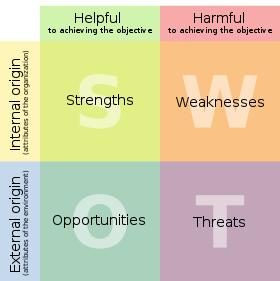 Helpful
to achieving the objective
Harmful
to achieving the objective
Internal origin
(attributes of the organization)
S
Strengths
W
Weaknesses
External origin
(attributes of the environment)
O
Opportunities
T
Threats